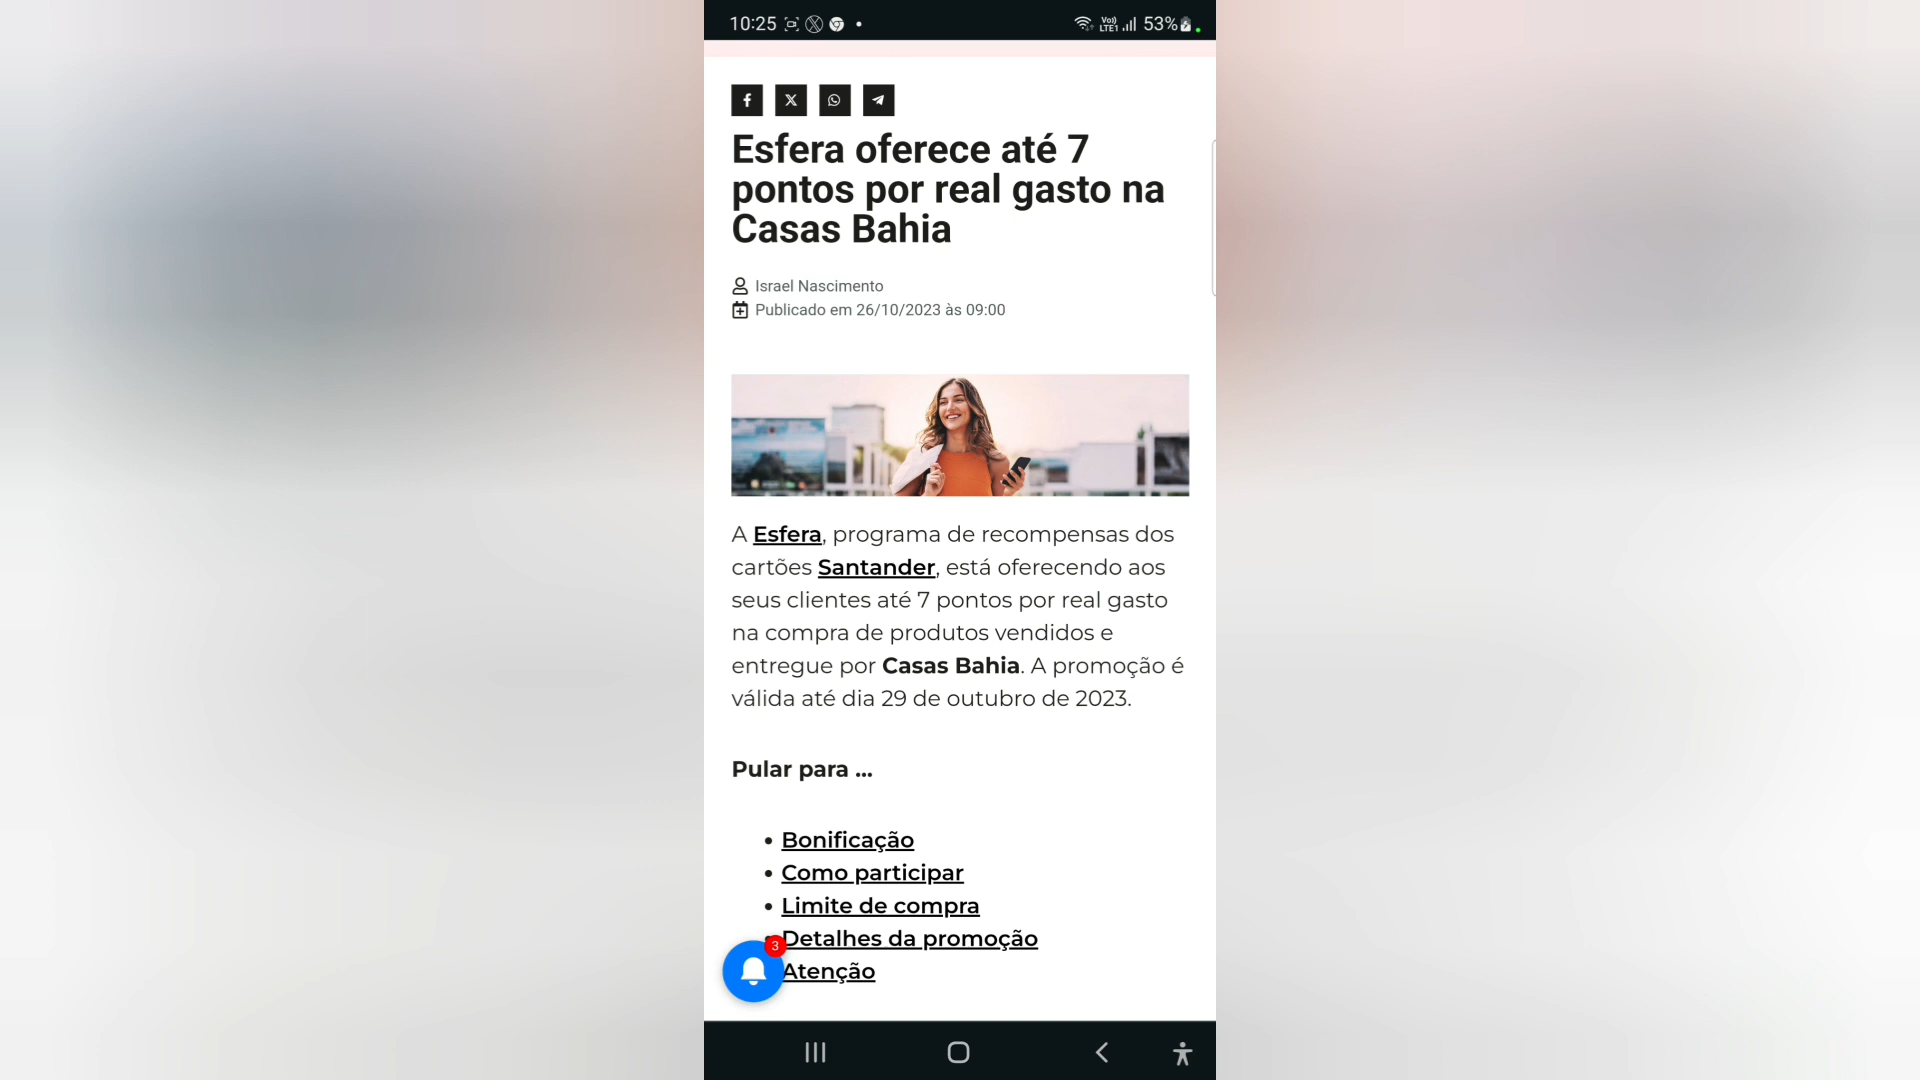 10:25
Vo)) LTE1 53%
Esfera oferece até 7
pontos por real gasto na
Casas Bahia
Israel Nascimento
Publicado em 26/10/2023 às 09:00
A Esfera, programa de recompensas dos
cartões Santander, está oferecendo aos
seus clientes até 7 pontos por real gasto
na compra de produtos vendidos e
entregue por Casas Bahia. A promoção é
válida até dia 29 de outubro de 2023.
Pular para ...
• Bonificação
• Como participar
• Limite de compra
Detalhes da promoção
3
Atenção